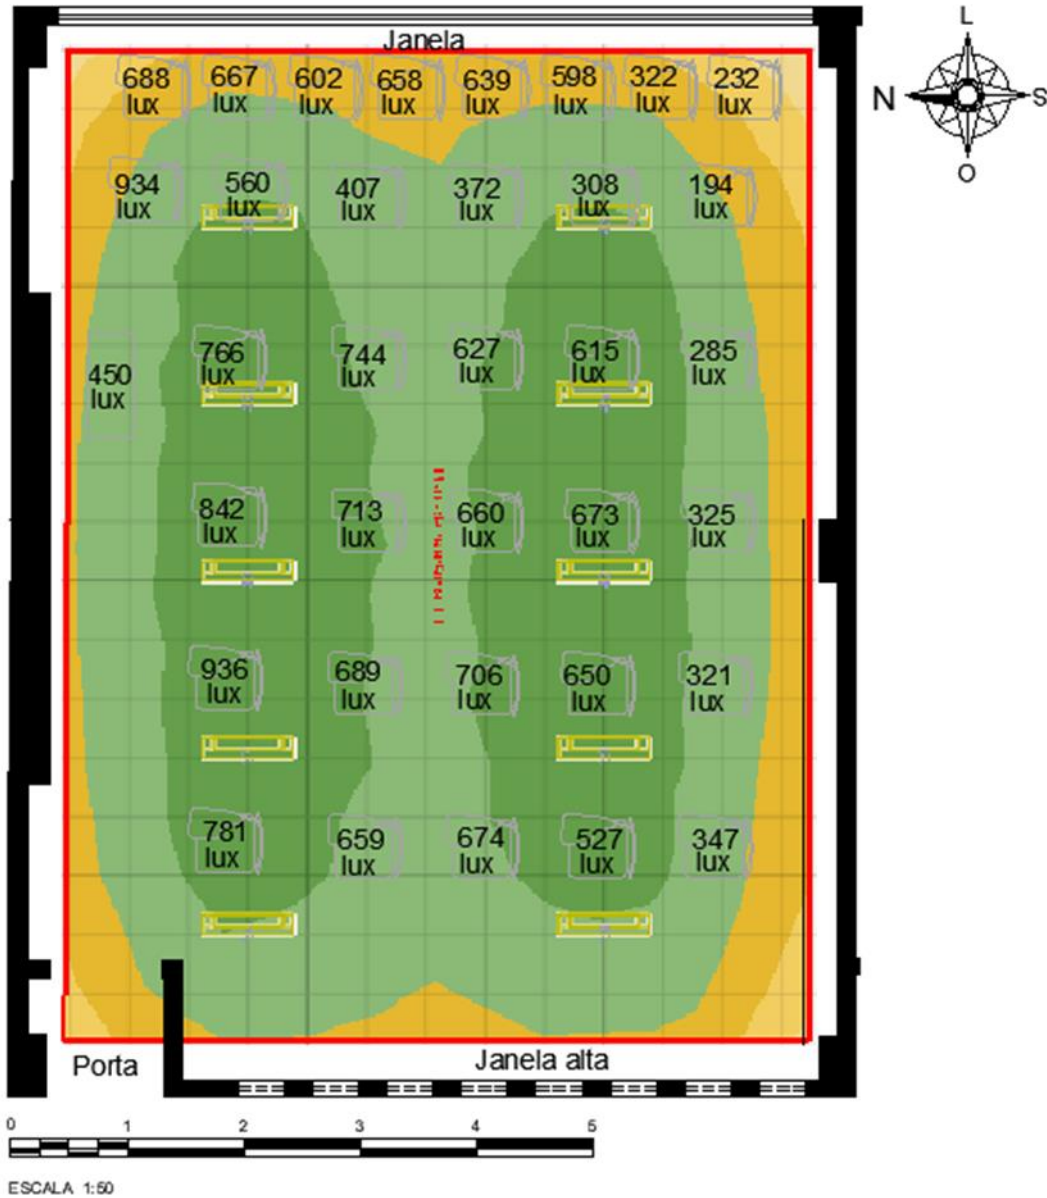 Janela
L
N
S
O
688 lux
667 lux
602 lux
658 lux
639 lux
598 lux
322 lux
232 lux
934 lux
560 lux
407 lux
372 lux
308 lux
194 lux
450 lux
766 lux
744 lux
627 lux
615 lux
285 lux
842 lux
713 lux
660 lux
673 lux
325 lux
936 lux
689 lux
706 lux
650 lux
321 lux
781 lux
659 lux
674 lux
527 lux
347 lux
Porta
Janela alta
0 1 2 3 4 5
ESCALA 1:50